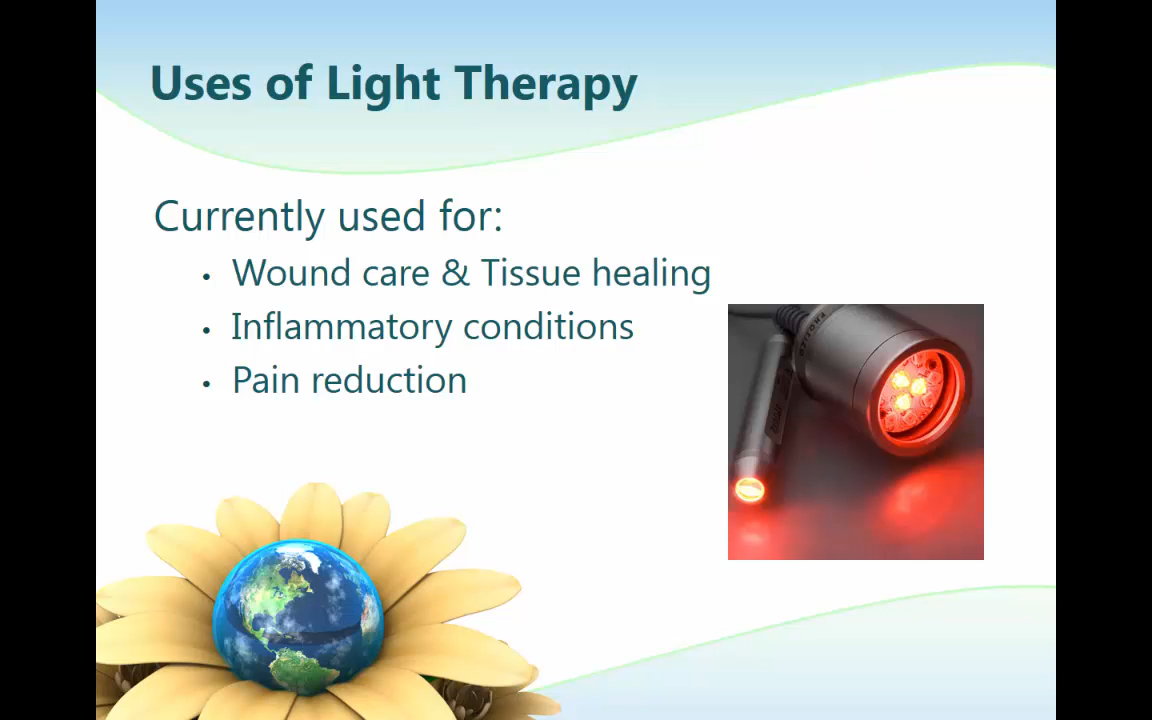 Uses of Light Therapy
Currently used for:
• Wound care & Tissue healing
• Inflammatory conditions
• Pain reduction